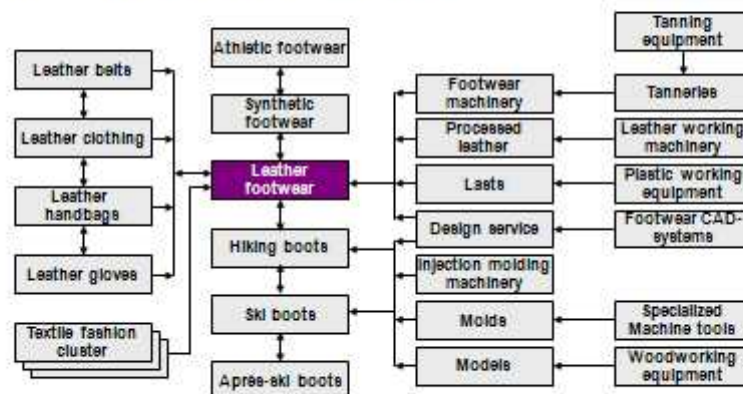 Leather belts
Leather clothing
Leather
handbags
Leather gloves
Textile fashion
cluster
Athletic footwear
Synthetic
footwear
Leather
footwear
Hiking boots
Ski boots
Après-ski boots
Footwear
machinery
Processed
leather
Lasts
Design service
Injection molding
machinery
Molds
Models
Tanning
equipment
Tanneries
Leather working
machinery
Plastic working
equipment
Footwear CAD-
systems
Specialized
Machine tools
Woodworking
equipment